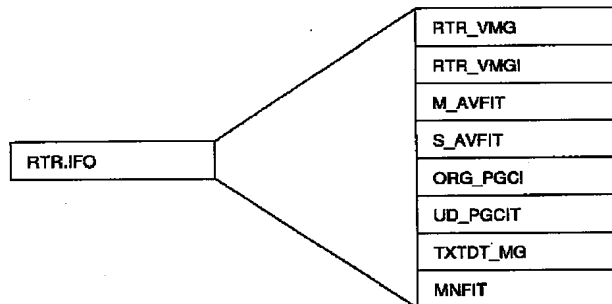 RTR.IFO
RTR_VMG
RTR_VMGI
M_AVFIT
S_AVFIT
ORG_PGCI
UD_PGCIT
TXTDT_MG
MNFIT